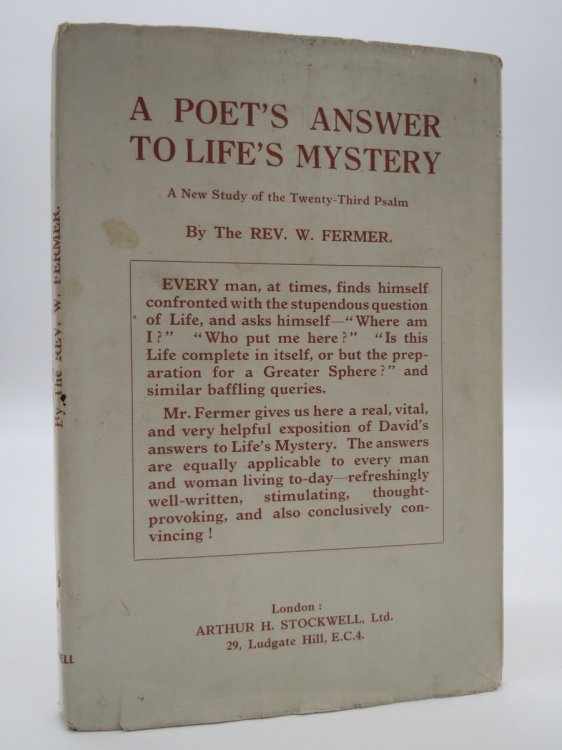 A POET'S ANSWER
TO LIFE'S MYSTERY
A New Study of the Twenty-Third Psalm
By The REV. W. FERMER.
EVERY man, at times, finds himself
confronted with the stupendous question
of Life, and asks himself—"Where am
I?" "Who put me here?" "Is this
Life complete in itself, or but the prep-
aration for a Greater Sphere?" and
similar baffling queries.
Mr. Fermer gives us here a real, vital,
and very helpful exposition of David's
answers to Life's Mystery. The answers
are equally applicable to every man
and woman living to-day—refreshingly
well-written, stimulating, thought-
provoking, and also conclusively con-
vincing!
London:
ARTHUR H. STOCKWELL, Ltd.
29, Ludgate Hill, E.C.4.
By The REV. W. FERMER.